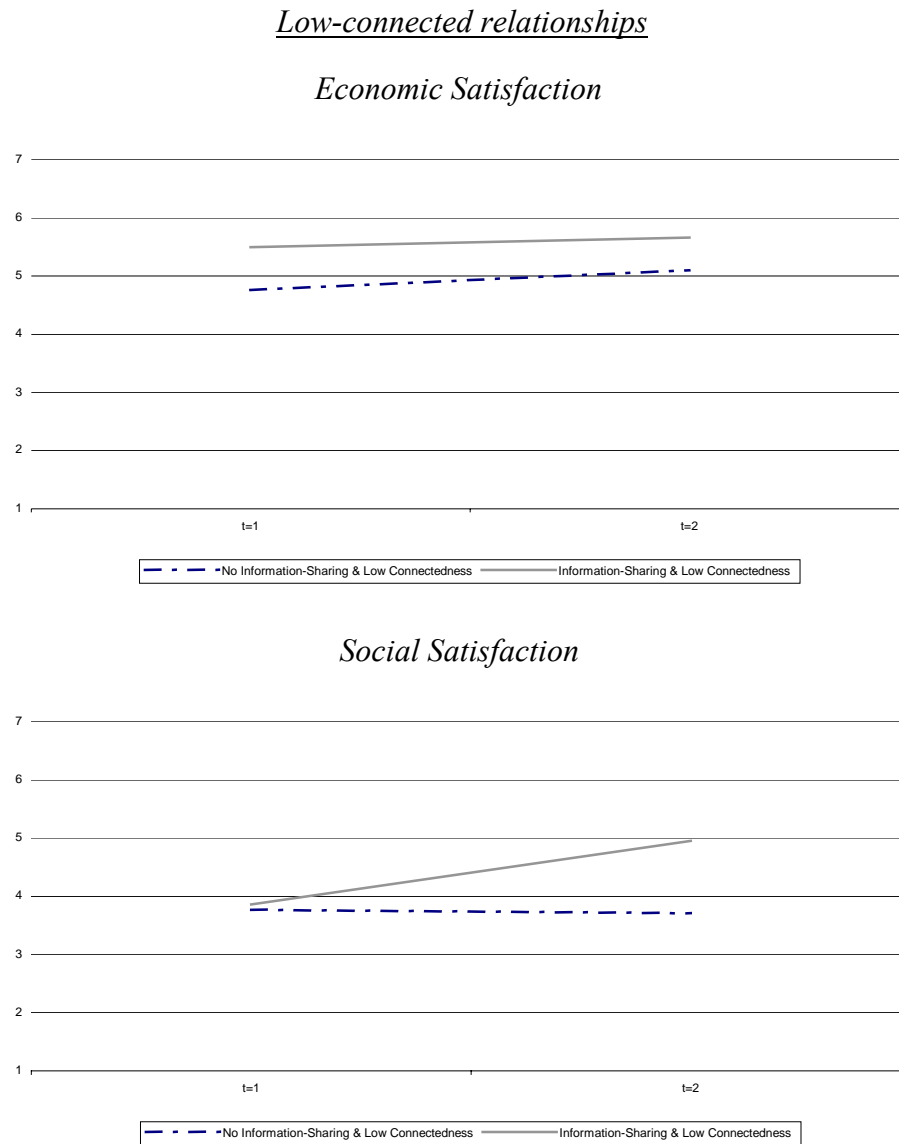 Low-connected relationships
Economic Satisfaction
7
6
5
4
3
2
1
t=1 t=2
No Information-Sharing & Low Connectedness Information-Sharing & Low Connectedness
Social Satisfaction
7
6
5
4
3
2
1
t=1 t=2
No Information-Sharing & Low Connectedness Information-Sharing & Low Connectedness